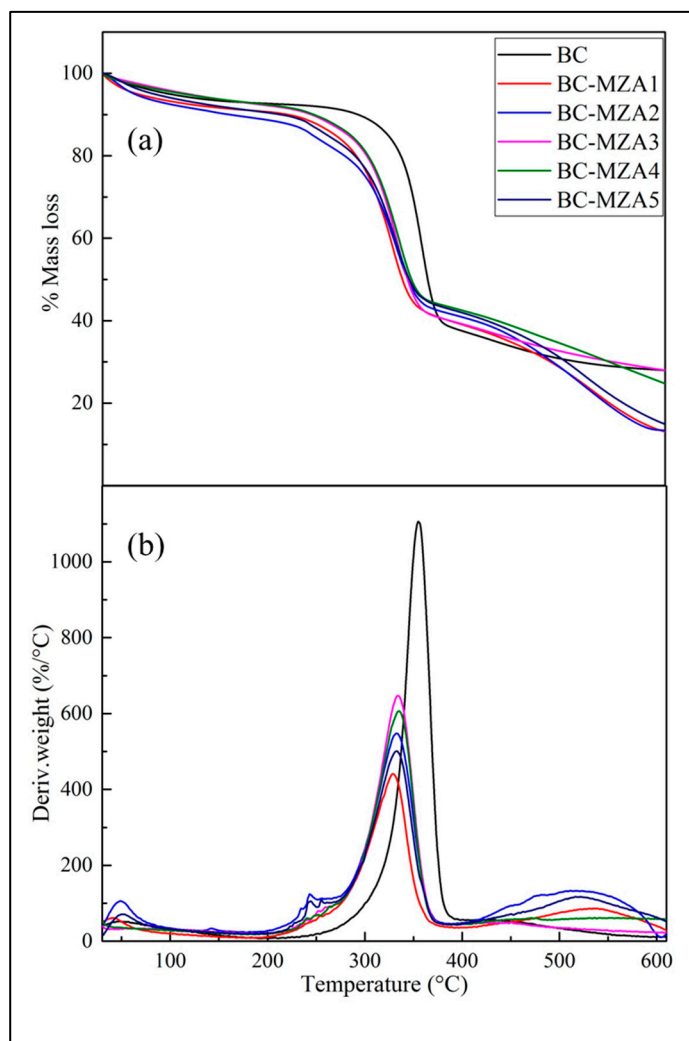 100
80
60
40
20
% Mass loss
(a)
BC
BC-MZA1
BC-MZA2
BC-MZA3
BC-MZA4
BC-MZA5
(b)
1000
800
600
400
200
0
Deriv.weight (%/°C)
100 200 300 400 500 600
Temperature (°C)